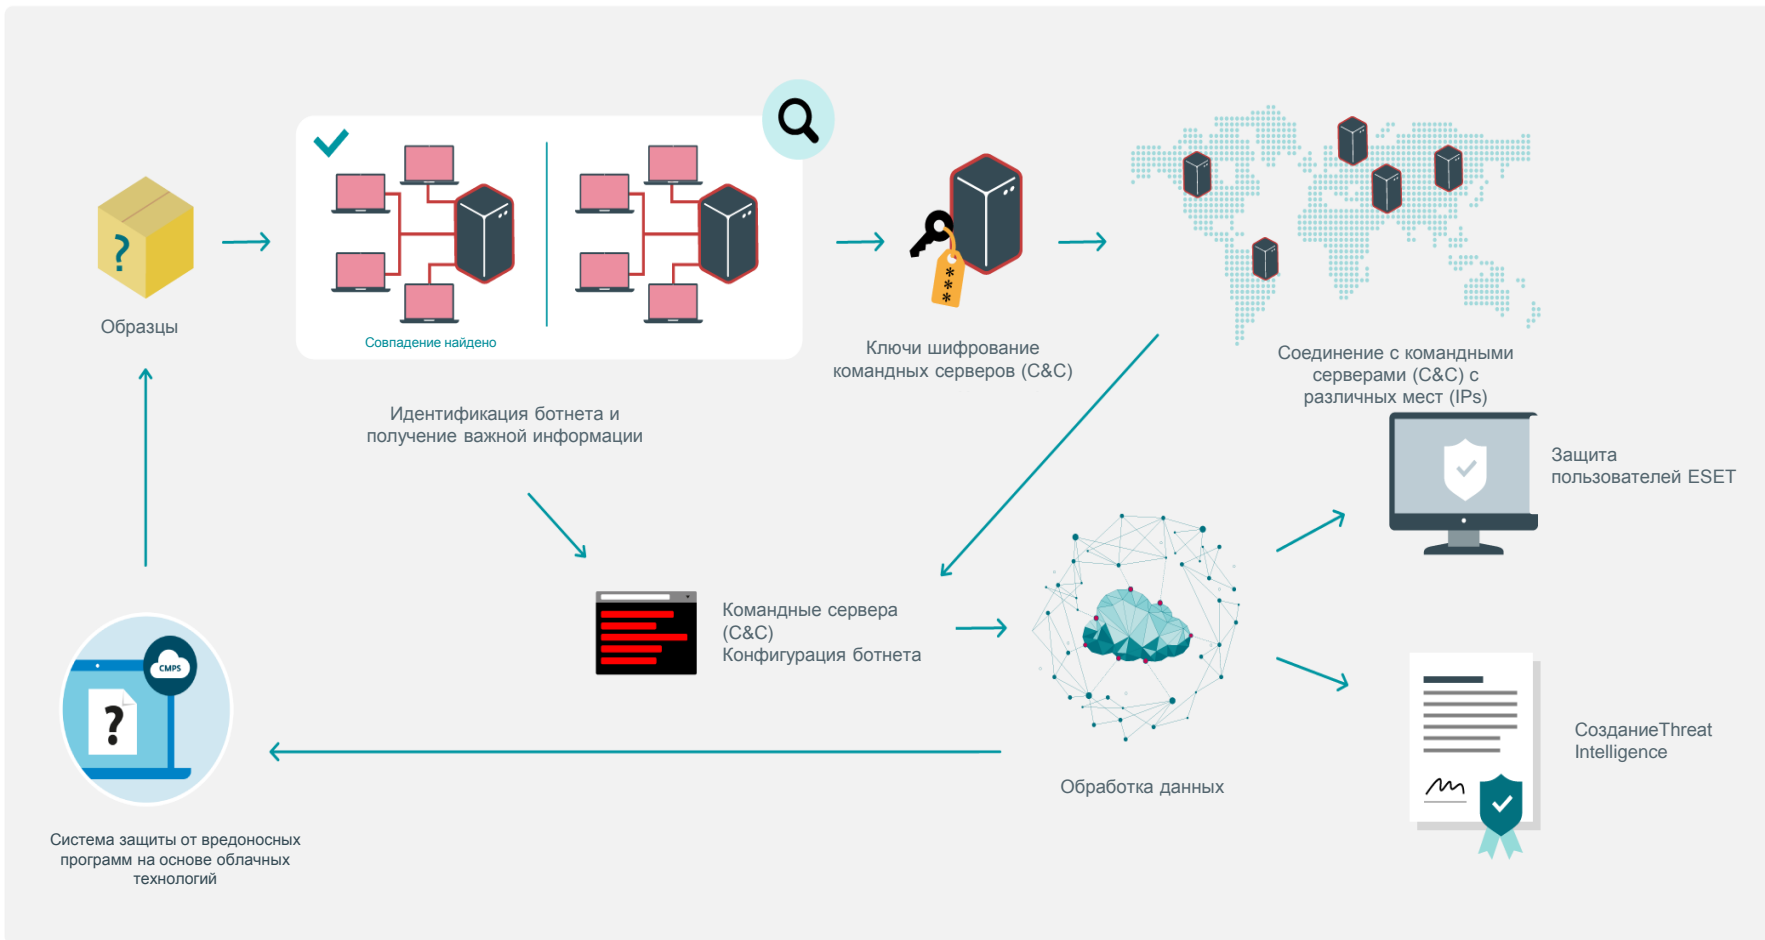 Образцы
Совпадение найдено
Идентификация ботнета и
получение важной информации
Ключи шифрование
командных серверов (C&C)
Соединение с командными
серверами (C&C) с
различных мест (IPs)
Защита
пользователей ESET
Командные сервера
(C&C)
Конфигурация ботнета
Обработка данных
СозданиеThreat
Intelligence
CMPS
?
?
***
Система защиты от вредоносных
программ на основе облачных
технологий